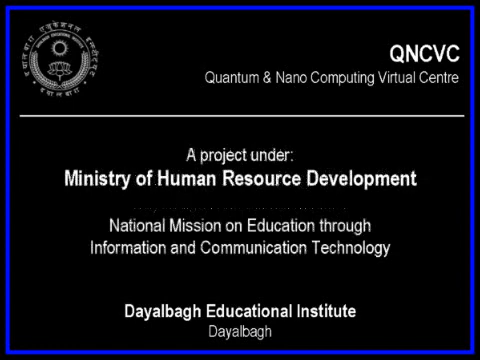 QNCVC
Quantum & Nano Computing Virtual Centre
A project under:
Ministry of Human Resource Development
National Mission on Education through
Information and Communication Technology
Dayalbagh Educational Institute
Dayalbagh